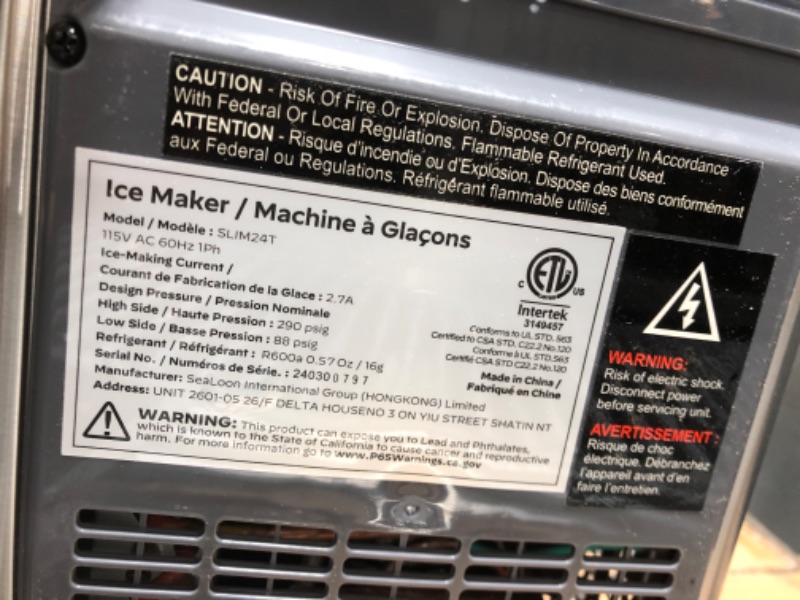 CAUTION - Risk Of Fire Or Explosion. Dispose Of Property In Accordance
With Federal Or Local Regulations. Flammable Refrigerant Used.
ATTENTION - Risque d'incendie ou d'Explosion. Dispose des biens conformément
aux Federal ou Regulations. Réfrigérant flammable utilisé.
Ice Maker / Machine à Glaçons
Model / Modèle : SLIM24T
115V AC 60Hz 1Ph
Ice-Making Current /
Courant de Fabrication de la Glace : 2.7A
Design Pressure / Pression Nominale
High Side / Haute Pression : 290 psig
Low Side / Basse Pression : 88 psig
Refrigerant / Réfrigérant : R600a 0.57 Oz / 16g
Serial No. / Numéros de Série. : 240300797
Manufacturer: SeaLoon International Group (HONGKONG) Limited
Address: UNIT 2601-05 26/F DELTA HOUSENO 3 ON YIU STREET SHATIN NT
C ETL US
Intertek
3149457
Conforms to UL STD. 563
Certified to CSA STD. C22.2 No.120
Conforme à UL STD.563
Certifié CSA STD C22.2 No.120
Made in China /
Fabriqué en Chine
WARNING: This product can expose you to Lead and Phthalates,
which is known to the State of California to cause cancer and reproductive
harm. For more information go to www.P65Warnings.ca.gov
WARNING:
Risk of electric shock.
Disconnect power
before servicing unit.
AVERTISSEMENT :
Risque de choc
électrique. Débranchez
l'appareil avant d'en
faire l'entretien.